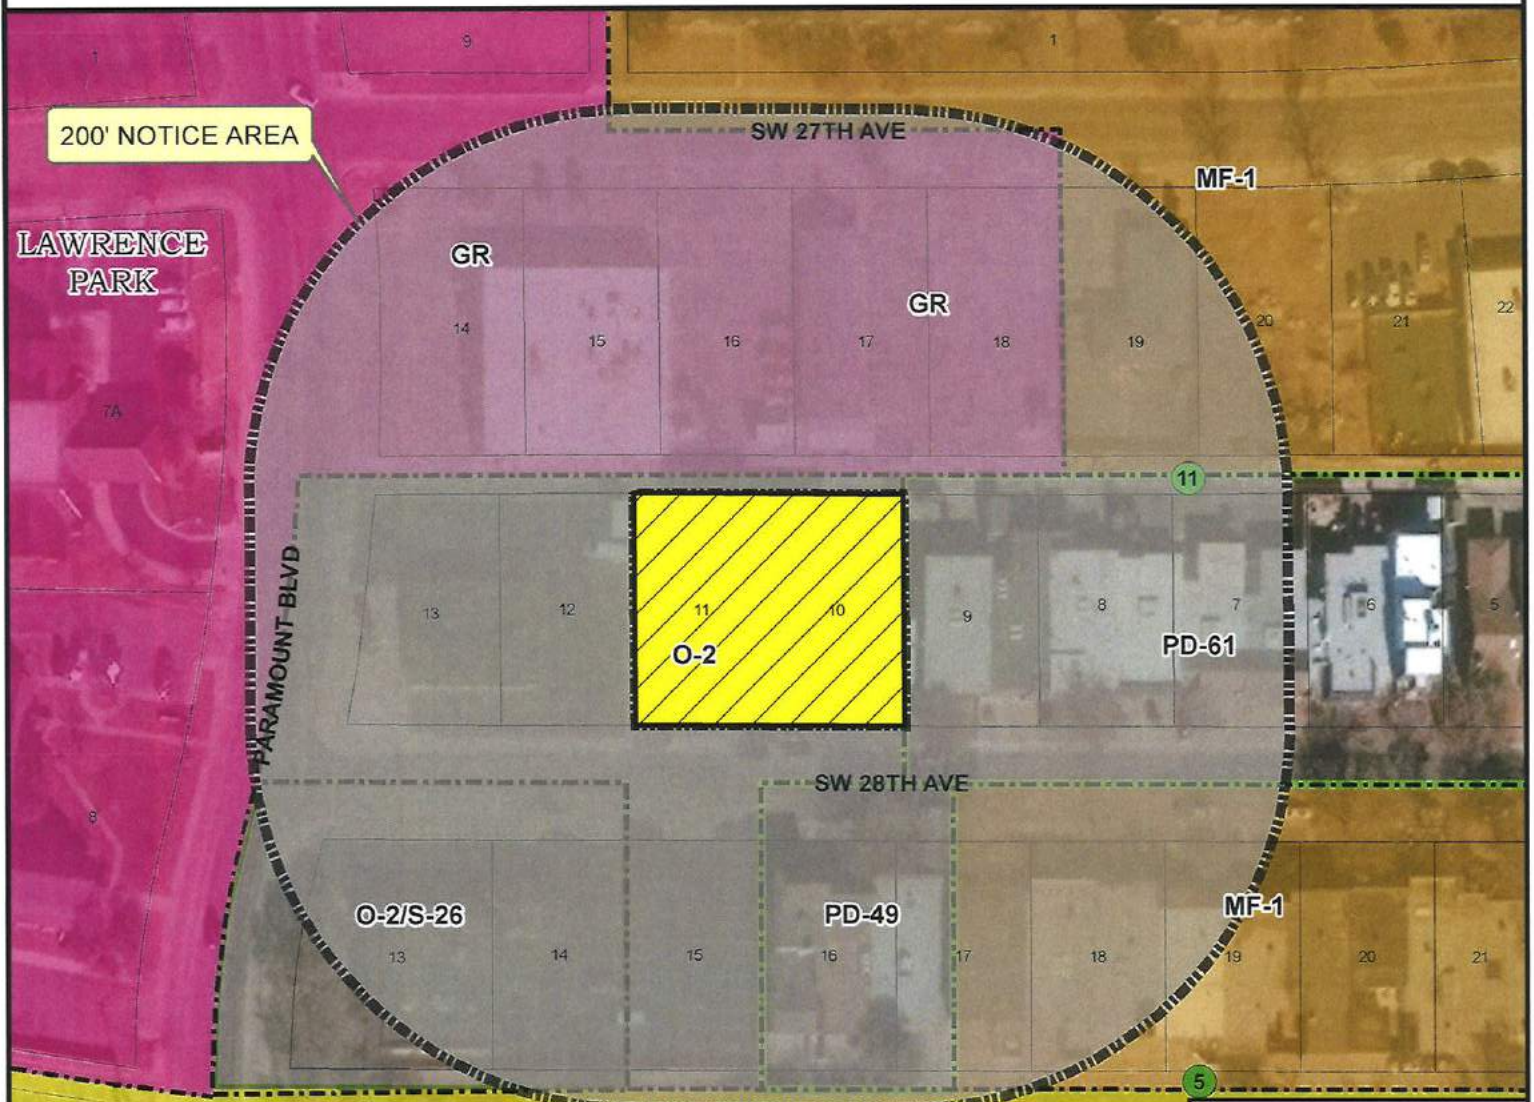 1
9
1
200' NOTICE AREA
SW 27TH AVE
MF-1
LAWRENCE
PARK
GR
GR
14
15
16
17
18
19
20
21
22
7A
11
PARAMOUNT BLVD
13
12
11
10
9
8
7
6
5
O-2
PD-61
8
SW 28TH AVE
O-2/S-26
PD-49
MF-1
13
14
15
16
17
18
19
20
21
5